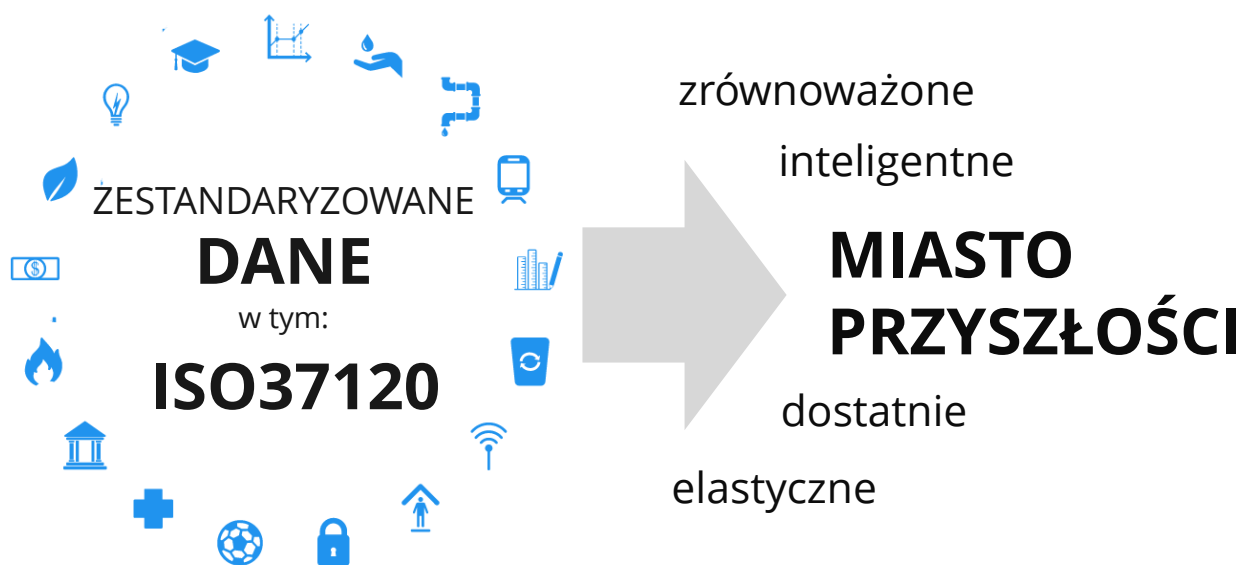 ZESTANDARYZOWANE
DANE
w tym:
ISO37120
zrównoważone
inteligentne
MIASTO
PRZYSZŁOŚCI
dostatnie
elastyczne